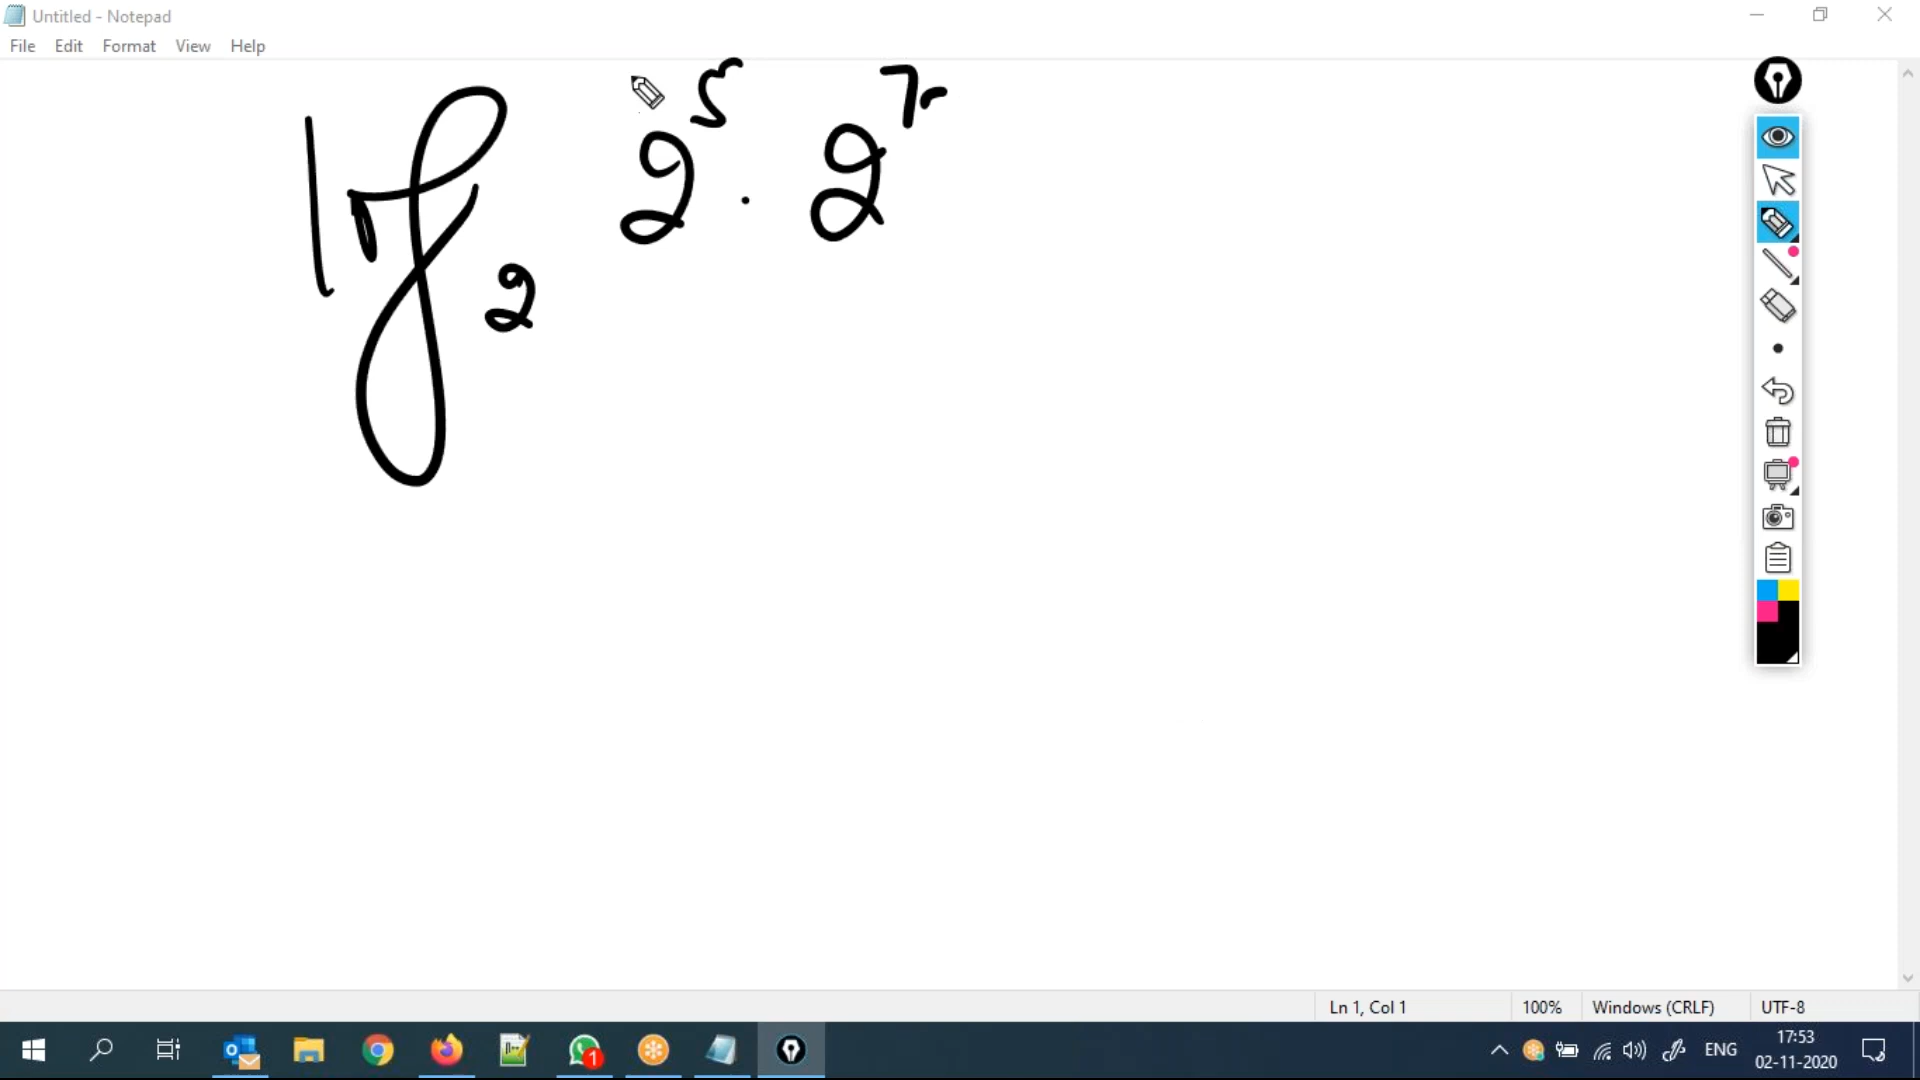 Untitled - Notepad
File Edit Format View Help
log₂ 2⁵ · 2⁷
Ln 1, Col 1 100% Windows (CRLF) UTF-8
1
ENG
17:53
02-11-2020